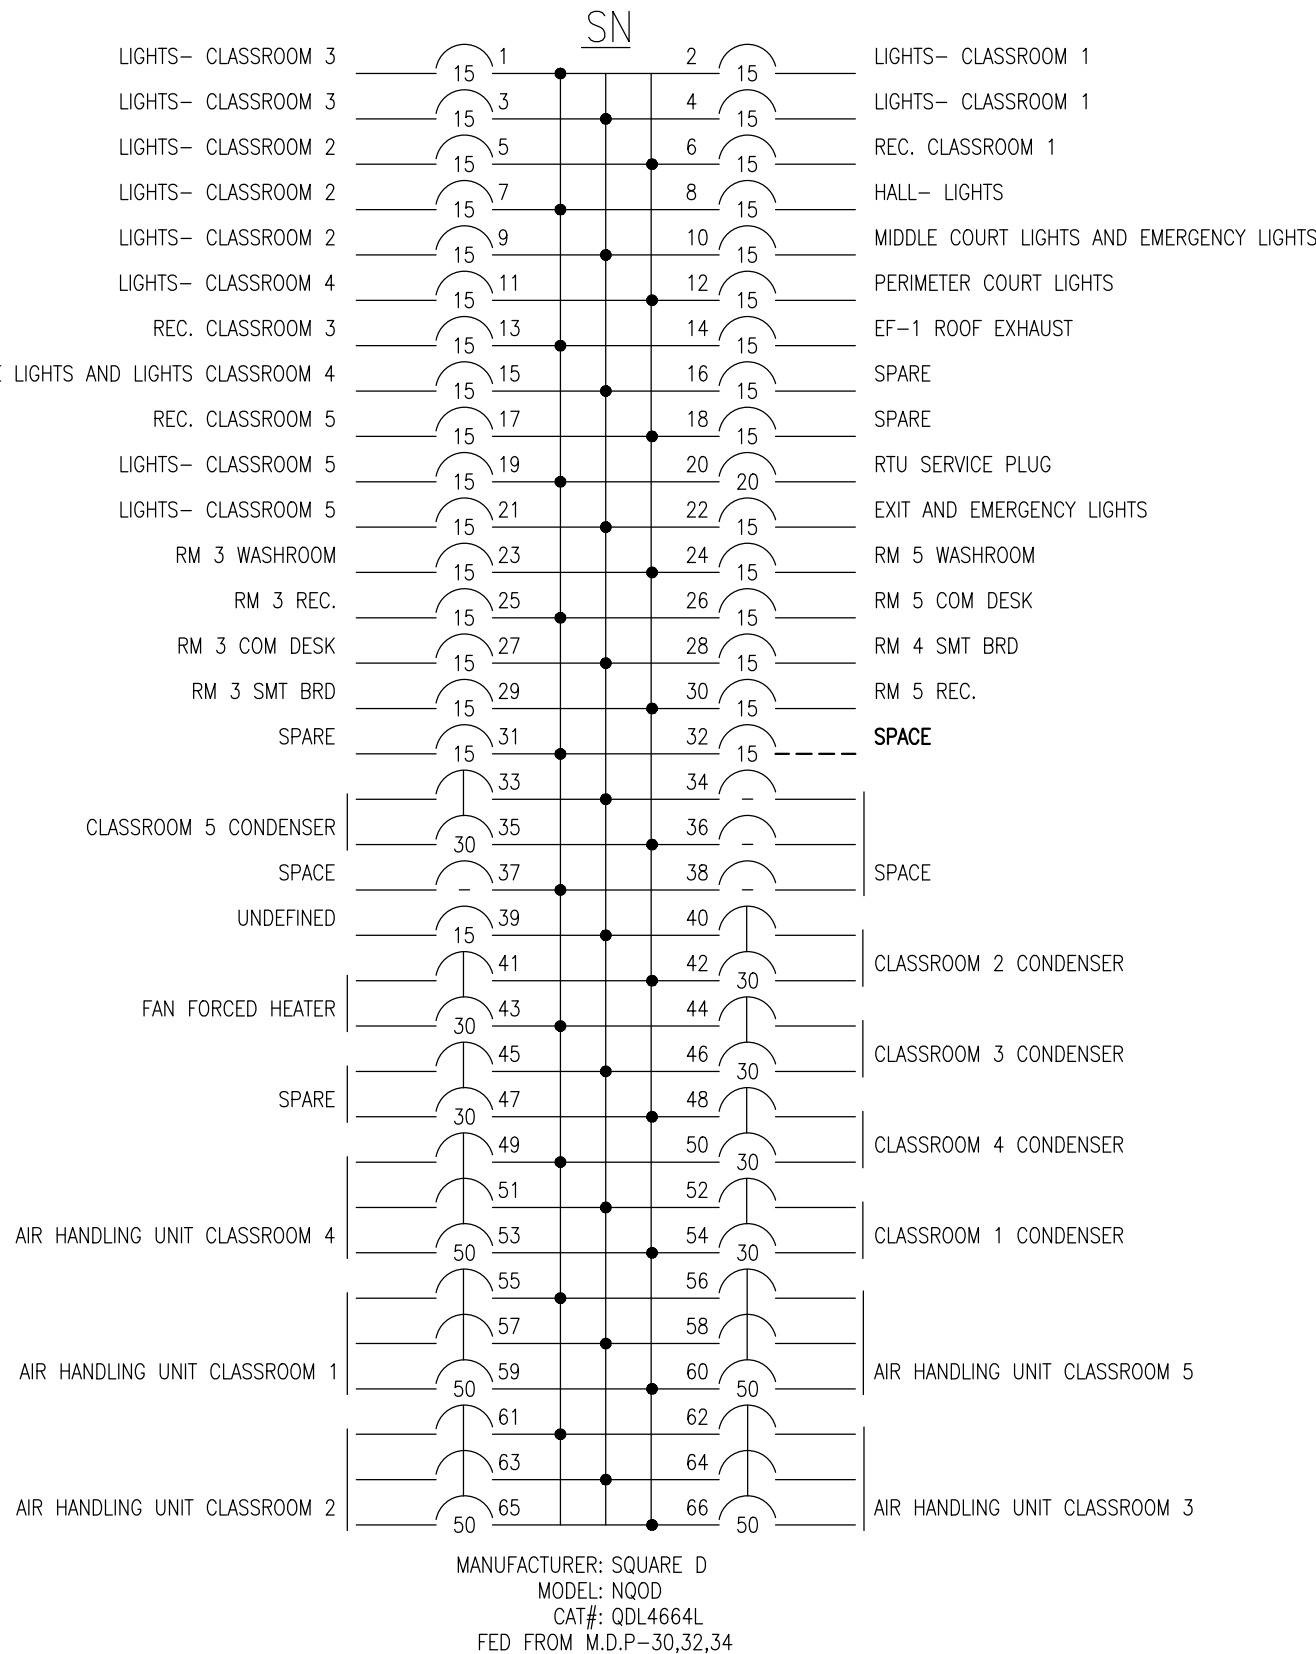 SN
LIGHTS- CLASSROOM 3 15 1 2 15 LIGHTS- CLASSROOM 1
LIGHTS- CLASSROOM 3 15 3 4 15 LIGHTS- CLASSROOM 1
LIGHTS- CLASSROOM 2 15 5 6 15 REC. CLASSROOM 1
LIGHTS- CLASSROOM 2 15 7 8 15 HALL- LIGHTS
LIGHTS- CLASSROOM 2 15 9 10 15 MIDDLE COURT LIGHTS AND EMERGENCY LIGHTS
LIGHTS- CLASSROOM 4 15 11 12 15 PERIMETER COURT LIGHTS
REC. CLASSROOM 3 15 13 14 15 EF-1 ROOF EXHAUST
LIGHTS AND LIGHTS CLASSROOM 4 15 15 16 15 SPARE
REC. CLASSROOM 5 15 17 18 15 SPARE
LIGHTS- CLASSROOM 5 15 19 20 20 RTU SERVICE PLUG
LIGHTS- CLASSROOM 5 15 21 22 15 EXIT AND EMERGENCY LIGHTS
RM 3 WASHROOM 15 23 24 15 RM 5 WASHROOM
RM 3 REC. 15 25 26 15 RM 5 COM DESK
RM 3 COM DESK 15 27 28 15 RM 4 SMT BRD
RM 3 SMT BRD 15 29 30 15 RM 5 REC.
SPARE 15 31 32 15 SPACE
33 34 -
CLASSROOM 5 CONDENSER 30 35 36 -
SPACE - 37 38 - SPACE
UNDEFINED 15 39 40
41 42 30 CLASSROOM 2 CONDENSER
FAN FORCED HEATER 30 43 44
45 46 30 CLASSROOM 3 CONDENSER
SPARE 30 47 48
49 50 30 CLASSROOM 4 CONDENSER
51 52
AIR HANDLING UNIT CLASSROOM 4 50 53 54 30 CLASSROOM 1 CONDENSER
55 56
57 58
AIR HANDLING UNIT CLASSROOM 1 50 59 60 50 AIR HANDLING UNIT CLASSROOM 5
61 62
63 64
AIR HANDLING UNIT CLASSROOM 2 50 65 66 50 AIR HANDLING UNIT CLASSROOM 3
MANUFACTURER: SQUARE D
MODEL: NQOD
CAT#: QDL4664L
FED FROM M.D.P-30,32,34